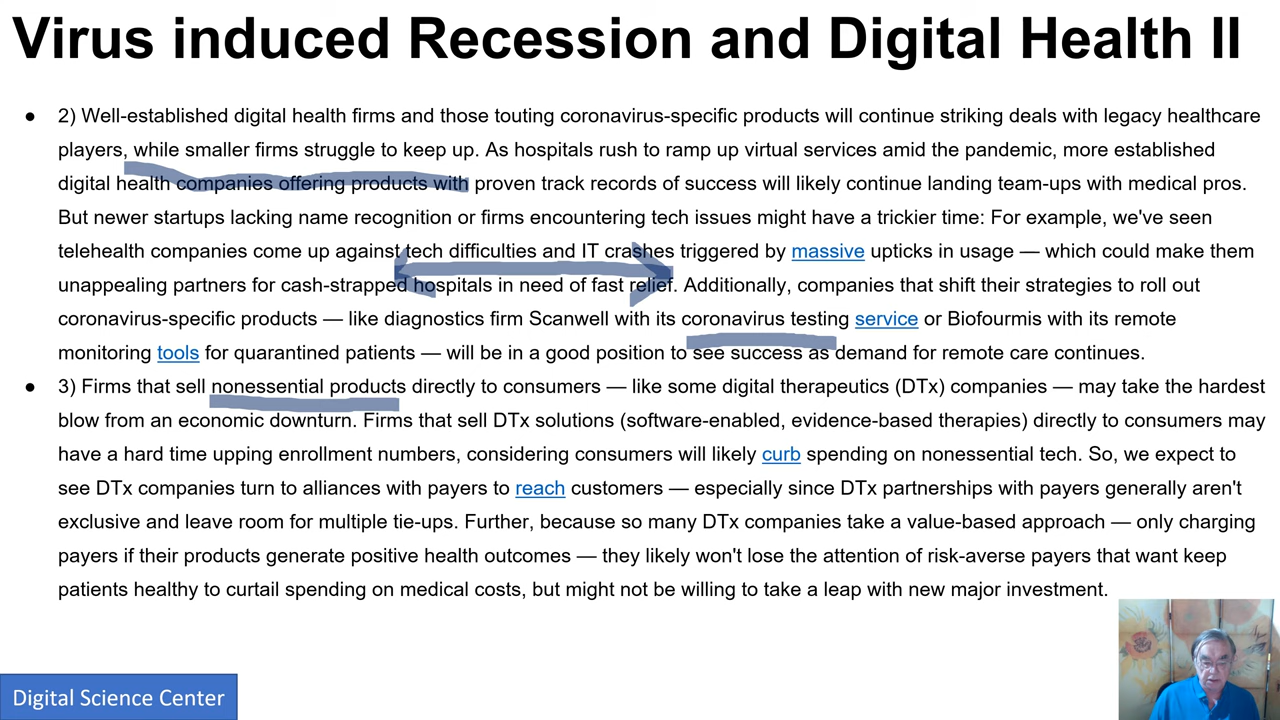 Virus induced Recession and Digital Health II
● 2) Well-established digital health firms and those touting coronavirus-specific products will continue striking deals with legacy healthcare
players, while smaller firms struggle to keep up. As hospitals rush to ramp up virtual services amid the pandemic, more established
digital health companies offering products with proven track records of success will likely continue landing team-ups with medical pros.
But newer startups lacking name recognition or firms encountering tech issues might have a trickier time: For example, we've seen
telehealth companies come up against tech difficulties and IT crashes triggered by massive upticks in usage — which could make them
unappealing partners for cash-strapped hospitals in need of fast relief. Additionally, companies that shift their strategies to roll out
coronavirus-specific products — like diagnostics firm Scanwell with its coronavirus testing service or Biofourmis with its remote
monitoring tools for quarantined patients — will be in a good position to see success as demand for remote care continues.
● 3) Firms that sell nonessential products directly to consumers — like some digital therapeutics (DTx) companies — may take the hardest
blow from an economic downturn. Firms that sell DTx solutions (software-enabled, evidence-based therapies) directly to consumers may
have a hard time upping enrollment numbers, considering consumers will likely curb spending on nonessential tech. So, we expect to
see DTx companies turn to alliances with payers to reach customers — especially since DTx partnerships with payers generally aren't
exclusive and leave room for multiple tie-ups. Further, because so many DTx companies take a value-based approach — only charging
payers if their products generate positive health outcomes — they likely won't lose the attention of risk-averse payers that want keep
patients healthy to curtail spending on medical costs, but might not be willing to take a leap with new major investment.
Digital Science Center